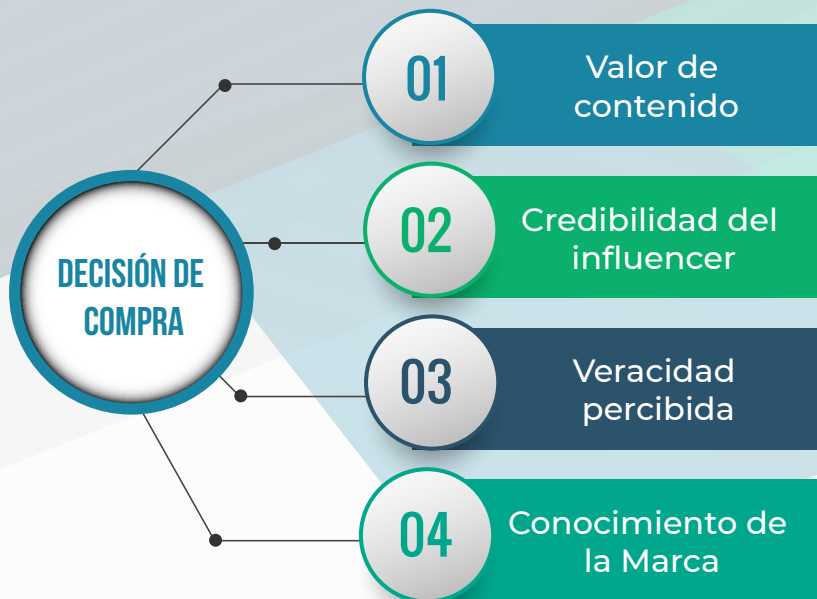 DECISIÓN DE
COMPRA
01
Valor de
contenido
02
Credibilidad del
influencer
03
Veracidad
percibida
04
Conocimiento de
la Marca